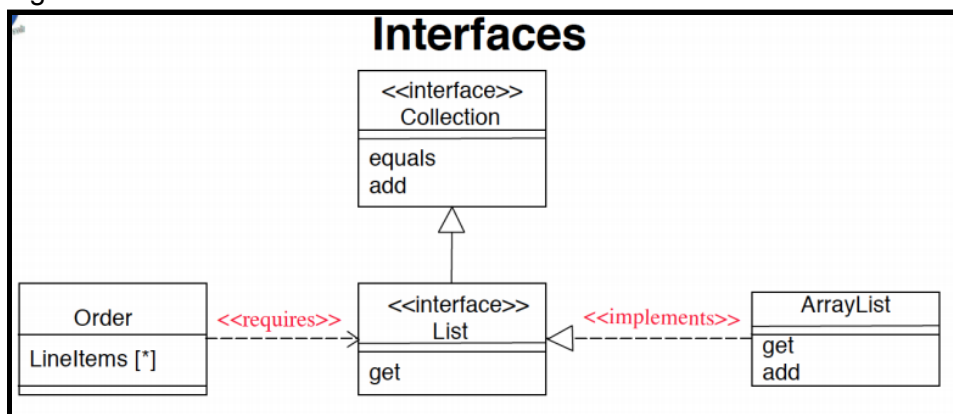 Interfaces
<<interface>>
Collection
equals
add
Order
LineItems [*]
<<requires>>
<<interface>>
List
get
<<implements>>
ArrayList
get
add